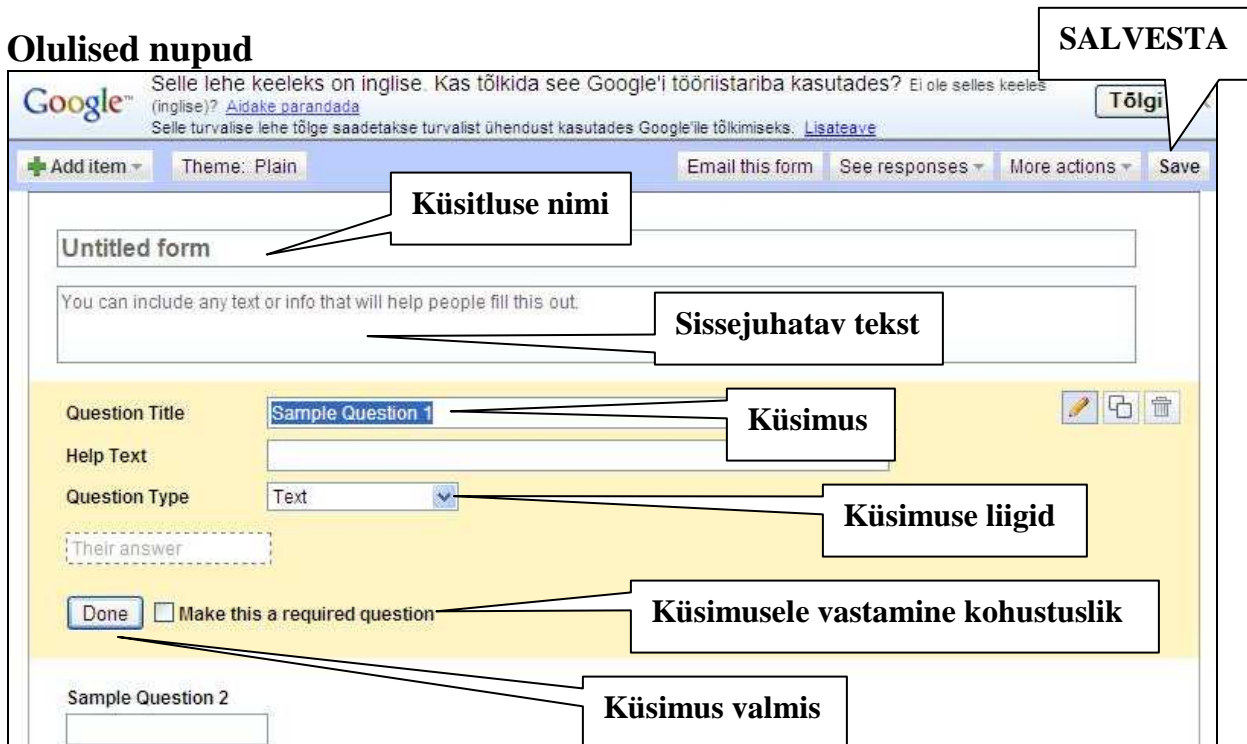 SALVESTA
Olulised nupud
Google™
Selle lehe keeleks on inglise. Kas tõlkida see Google'i tööriistariba kasutades? Ei ole selles keeles
(inglise)? Aidake parandada
Tõlgi
Selle turvalise lehe tõlge saadetakse turvalist ühendust kasutades Google'ile tõlkimiseks. Lisateave
Add item Theme: Plain Email this form See responses More actions Save
Küsitluse nimi
Untitled form
You can include any text or info that will help people fill this out.
Sissejuhatav tekst
Question Title Sample Question 1 Küsimus
Help Text
Question Type Text Küsimuse liigid
Their answer
Done Make this a required question Küsimusele vastamine kohustuslik
Sample Question 2
Küsimus valmis